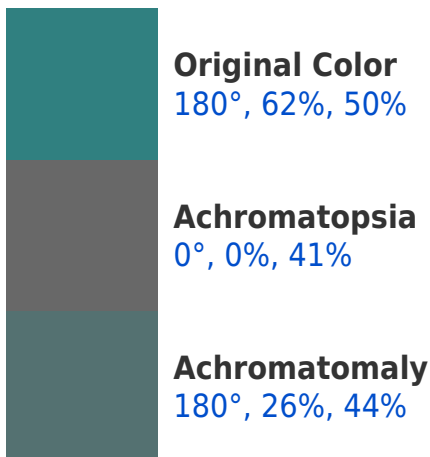 Original Color
180°, 62%, 50%
Achromatopsia
0°, 0%, 41%
Achromatomaly
180°, 26%, 44%